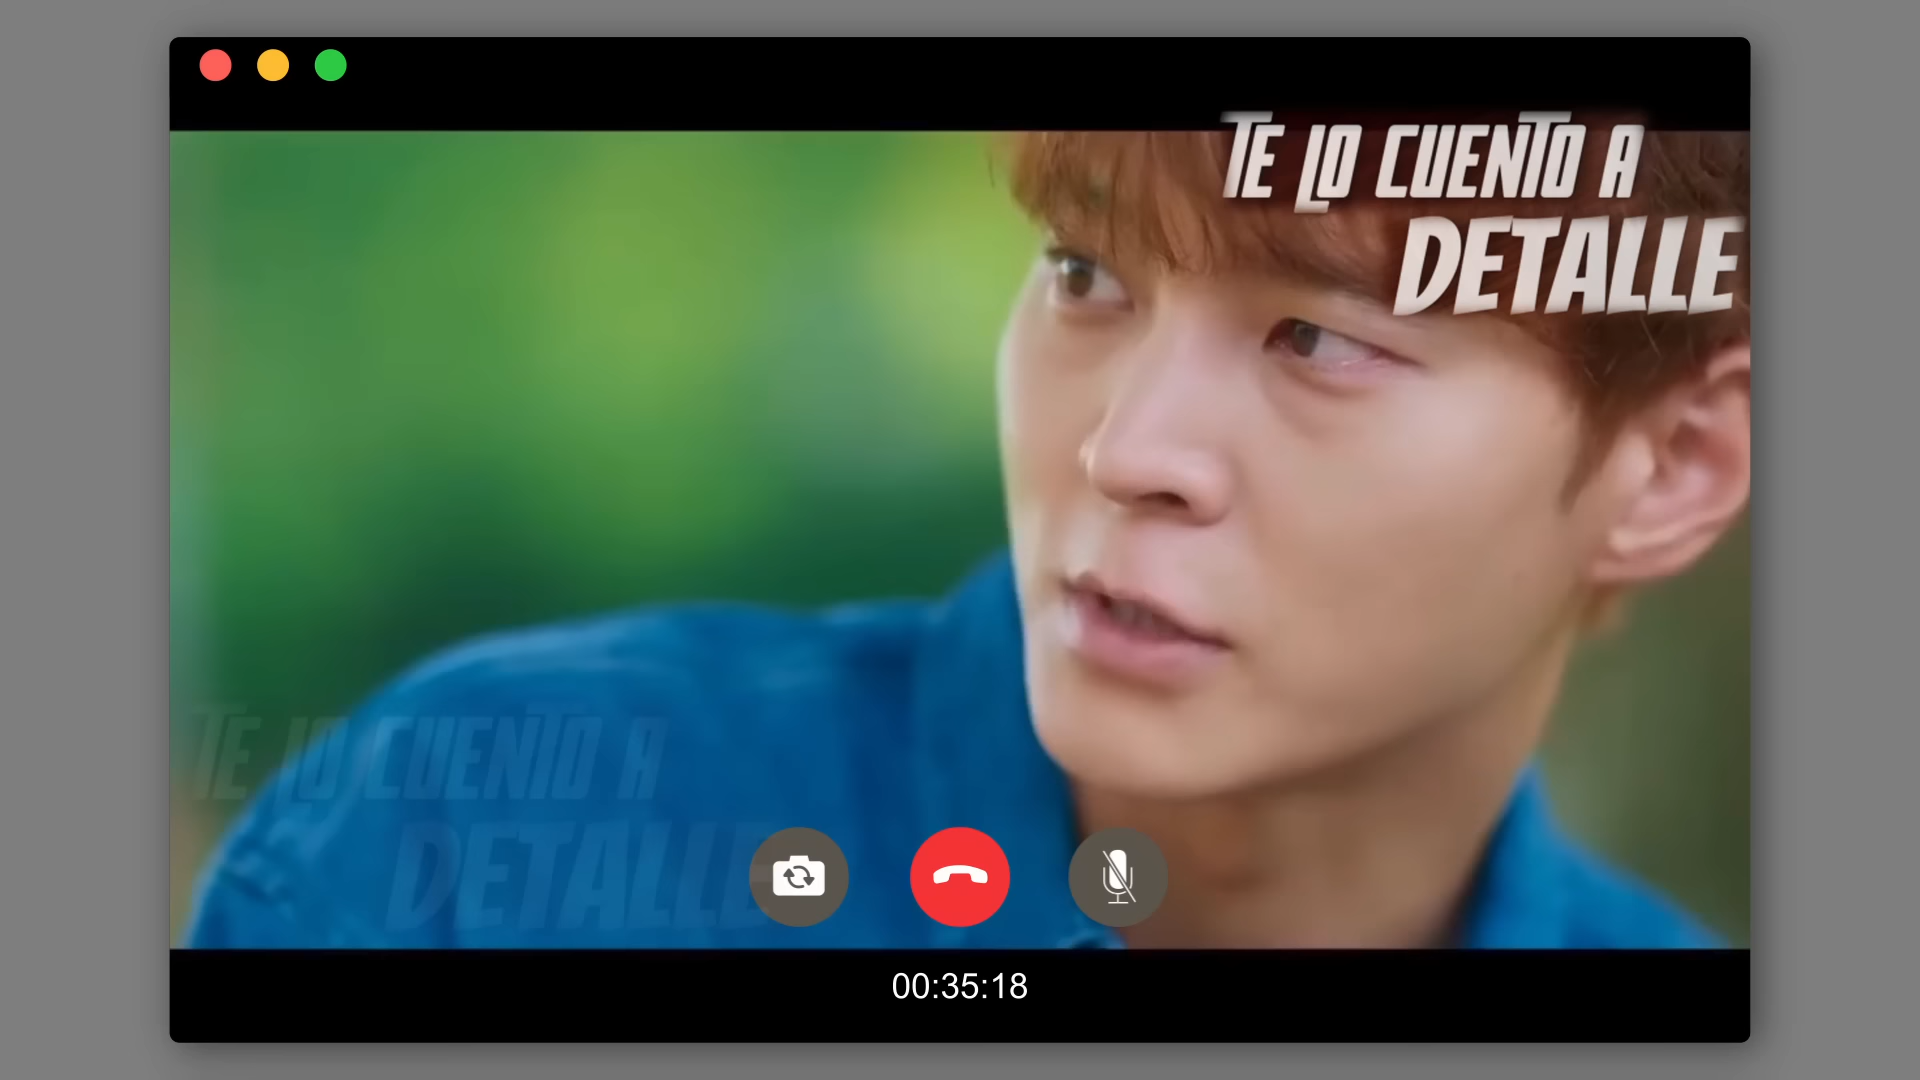 TE LO CUENTO A
DETALLE
TE LO CUENTO A
DETALLE
00:35:18